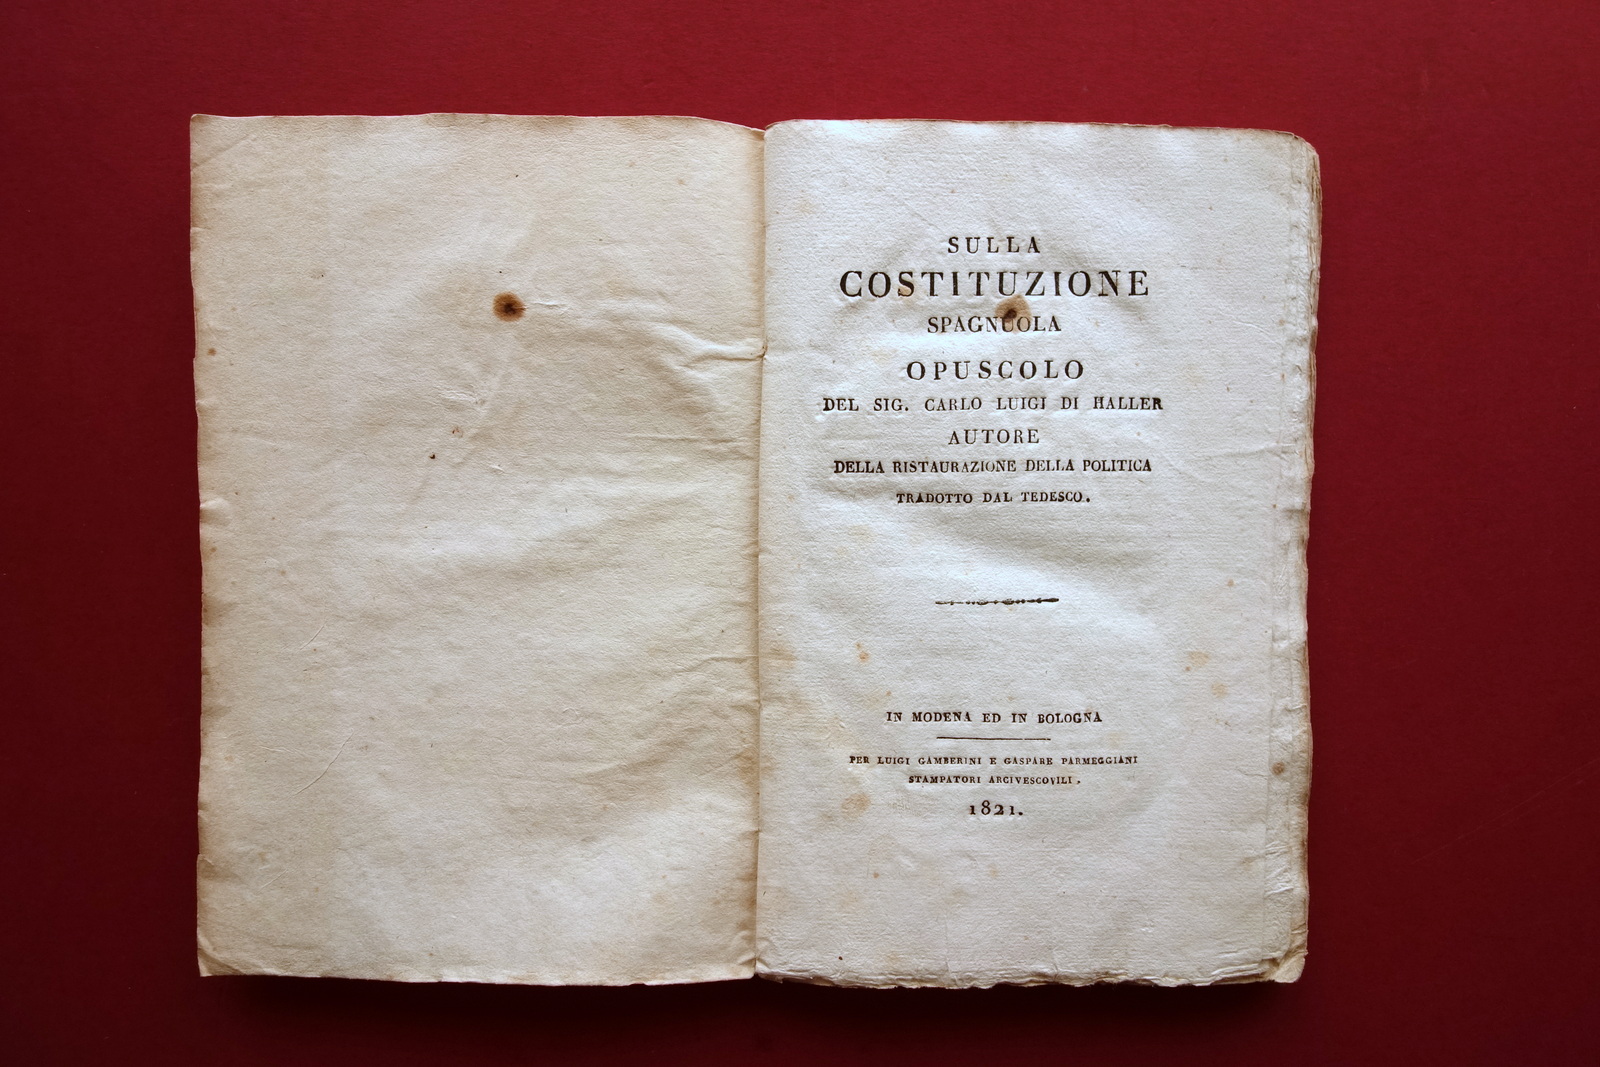 SULLA
COSTITUZIONE
SPAGNUOLA
OPUSCOLO
DEL SIG. CARLO LUIGI DI HALLER
AUTORE
DELLA RISTAURAZIONE DELLA POLITICA
TRADOTTO DAL TEDESCO.
IN MODENA ED IN BOLOGNA
PER LUIGI GAMBERINI E GASPARE PARMEGGIANI
STAMPATORI ARCIVESCOVILI.
1821.